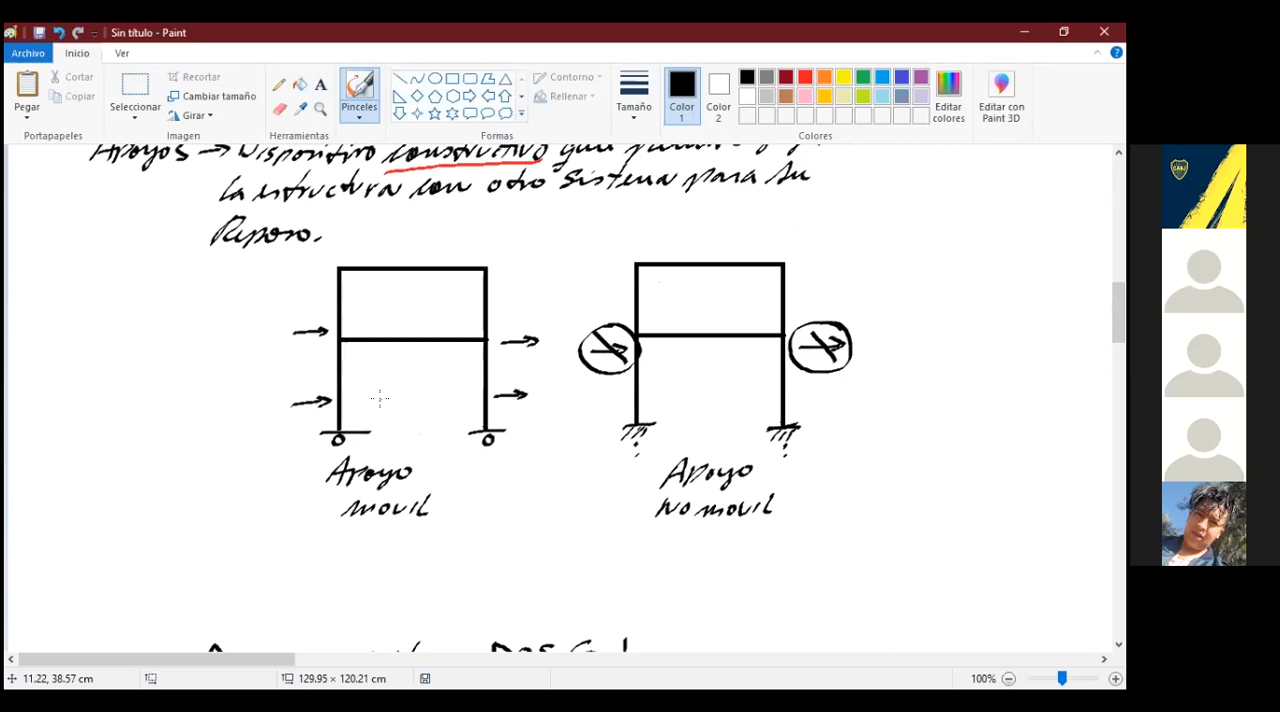 Sin título - Paint
Archivo Inicio Ver
Pegar
Cortar
Copiar
Portapapeles
Seleccionar
Recortar
Cambiar tamaño
Girar
Imagen
A
Herramientas
Pinceles
Contorno
Rellenar
Formas
Tamaño
Color 1
Color 2
Editar colores
Editar con Paint 3D
Colores
Apoyos → Dispositivo constructivo que
la estructura con otro sistema para su
Reposo.
Apoyo
movil
Apoyo
No movil
11.22, 38.57 cm
129.95 × 120.21 cm
100%